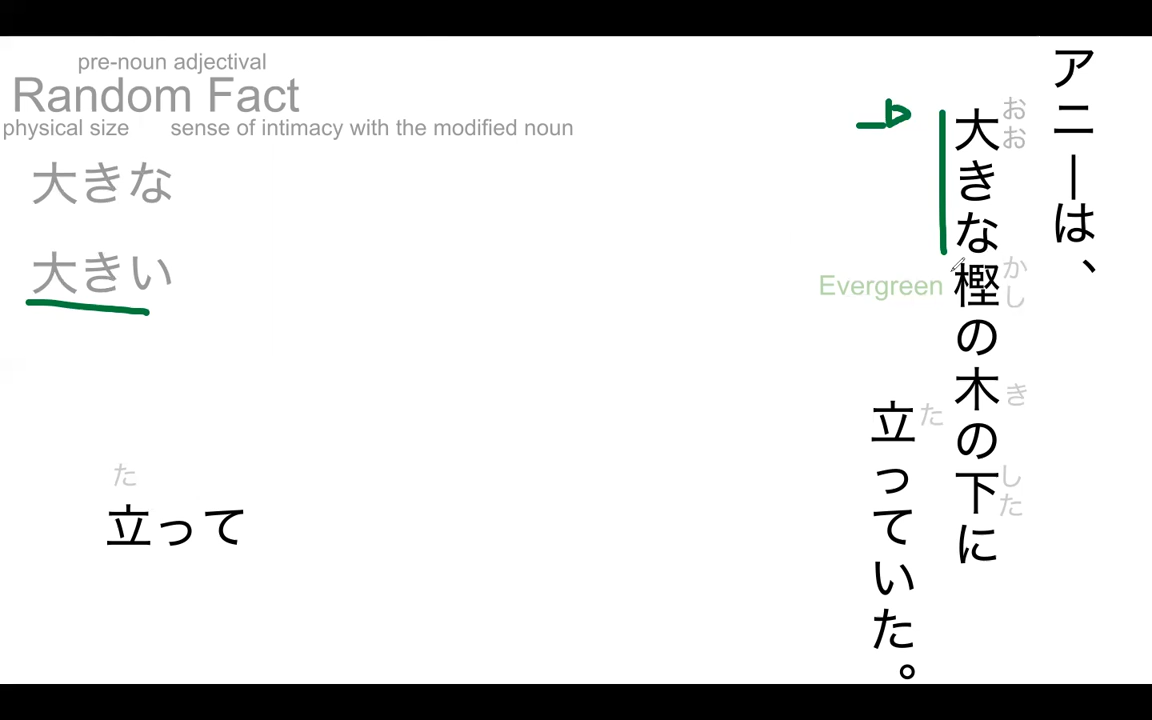 pre-noun adjectival
Random Fact
physical size
sense of intimacy with the modified noun
大きな
大きい
た
立って
アニーは、
おお
かし
き
した
大きな樫の木の下に
Evergreen
た
立っていた。